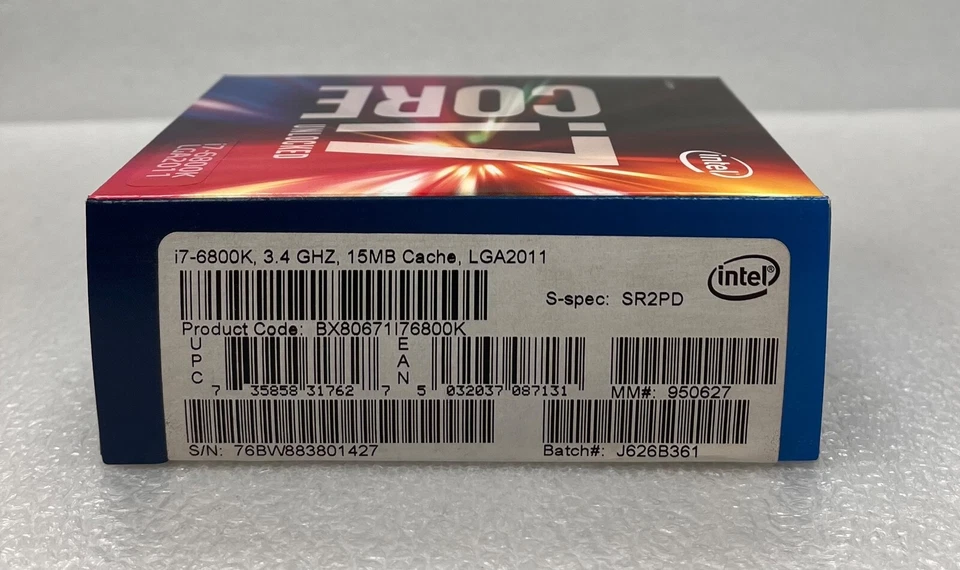 CORE
i7
UNLOCKED
intel
i7-6800K
LGA2011
i7-6800K, 3.4 GHZ, 15MB Cache, LGA2011
intel®
S-spec: SR2PD
Product Code: BX80671I76800K
UPC
7 35858 31762 7
EAN
5 032037 087131
MM#: 950627
S/N: 76BW883801427
Batch#: J626B361